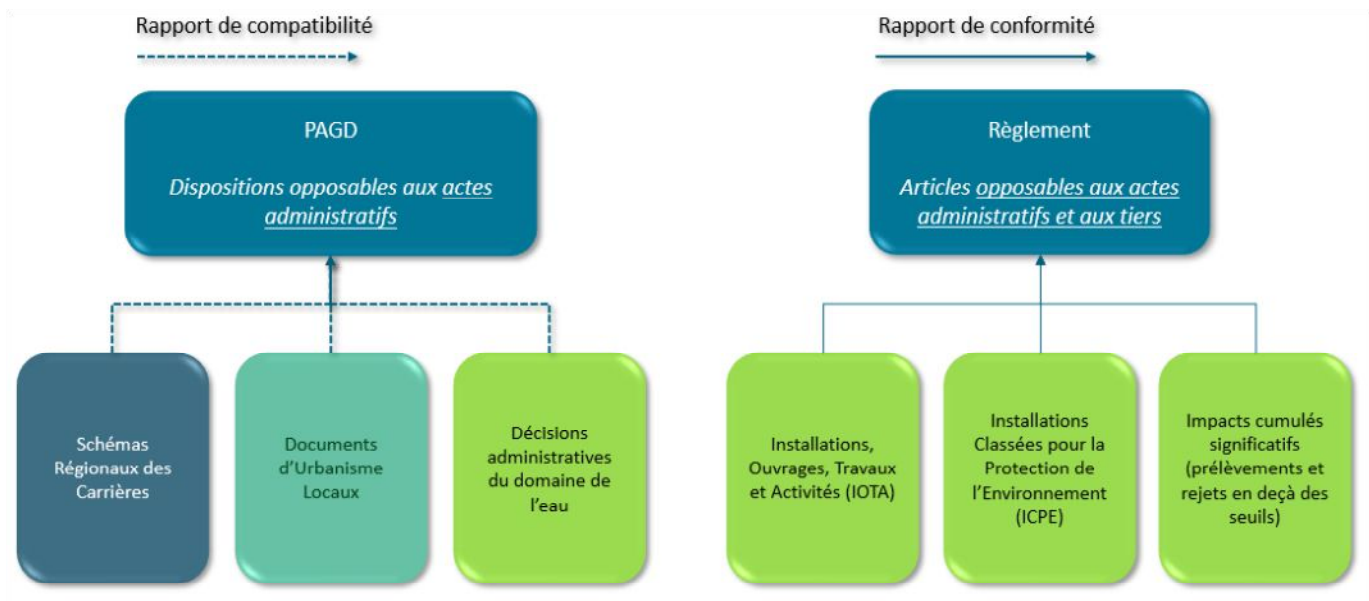 Rapport de compatibilité
Rapport de conformité
PAGD
Dispositions opposables aux actes
administratifs
Règlement
Articles opposables aux actes
administratifs et aux tiers
Schémas
Régionaux des
Carrières
Documents
d’Urbanisme
Locaux
Décisions
administratives
du domaine de
l’eau
Installations,
Ouvrages, Travaux
et Activités (IOTA)
Installations
Classées pour la
Protection de
l’Environnement
(ICPE)
Impacts cumulés
significatifs
(prélèvements et
rejets en deçà des
seuils)